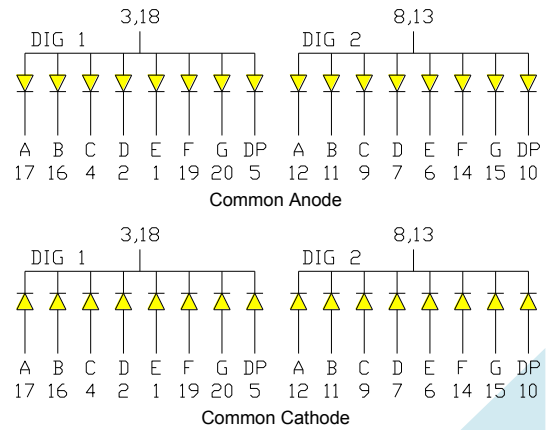 3,18 8,13
DIG 1 DIG 2
A B C D E F G DP A B C D E F G DP
17 16 4 2 1 19 20 5 12 11 9 7 6 14 15 10
Common Anode
3,18 8,13
DIG 1 DIG 2
A B C D E F G DP A B C D E F G DP
17 16 4 2 1 19 20 5 12 11 9 7 6 14 15 10
Common Cathode